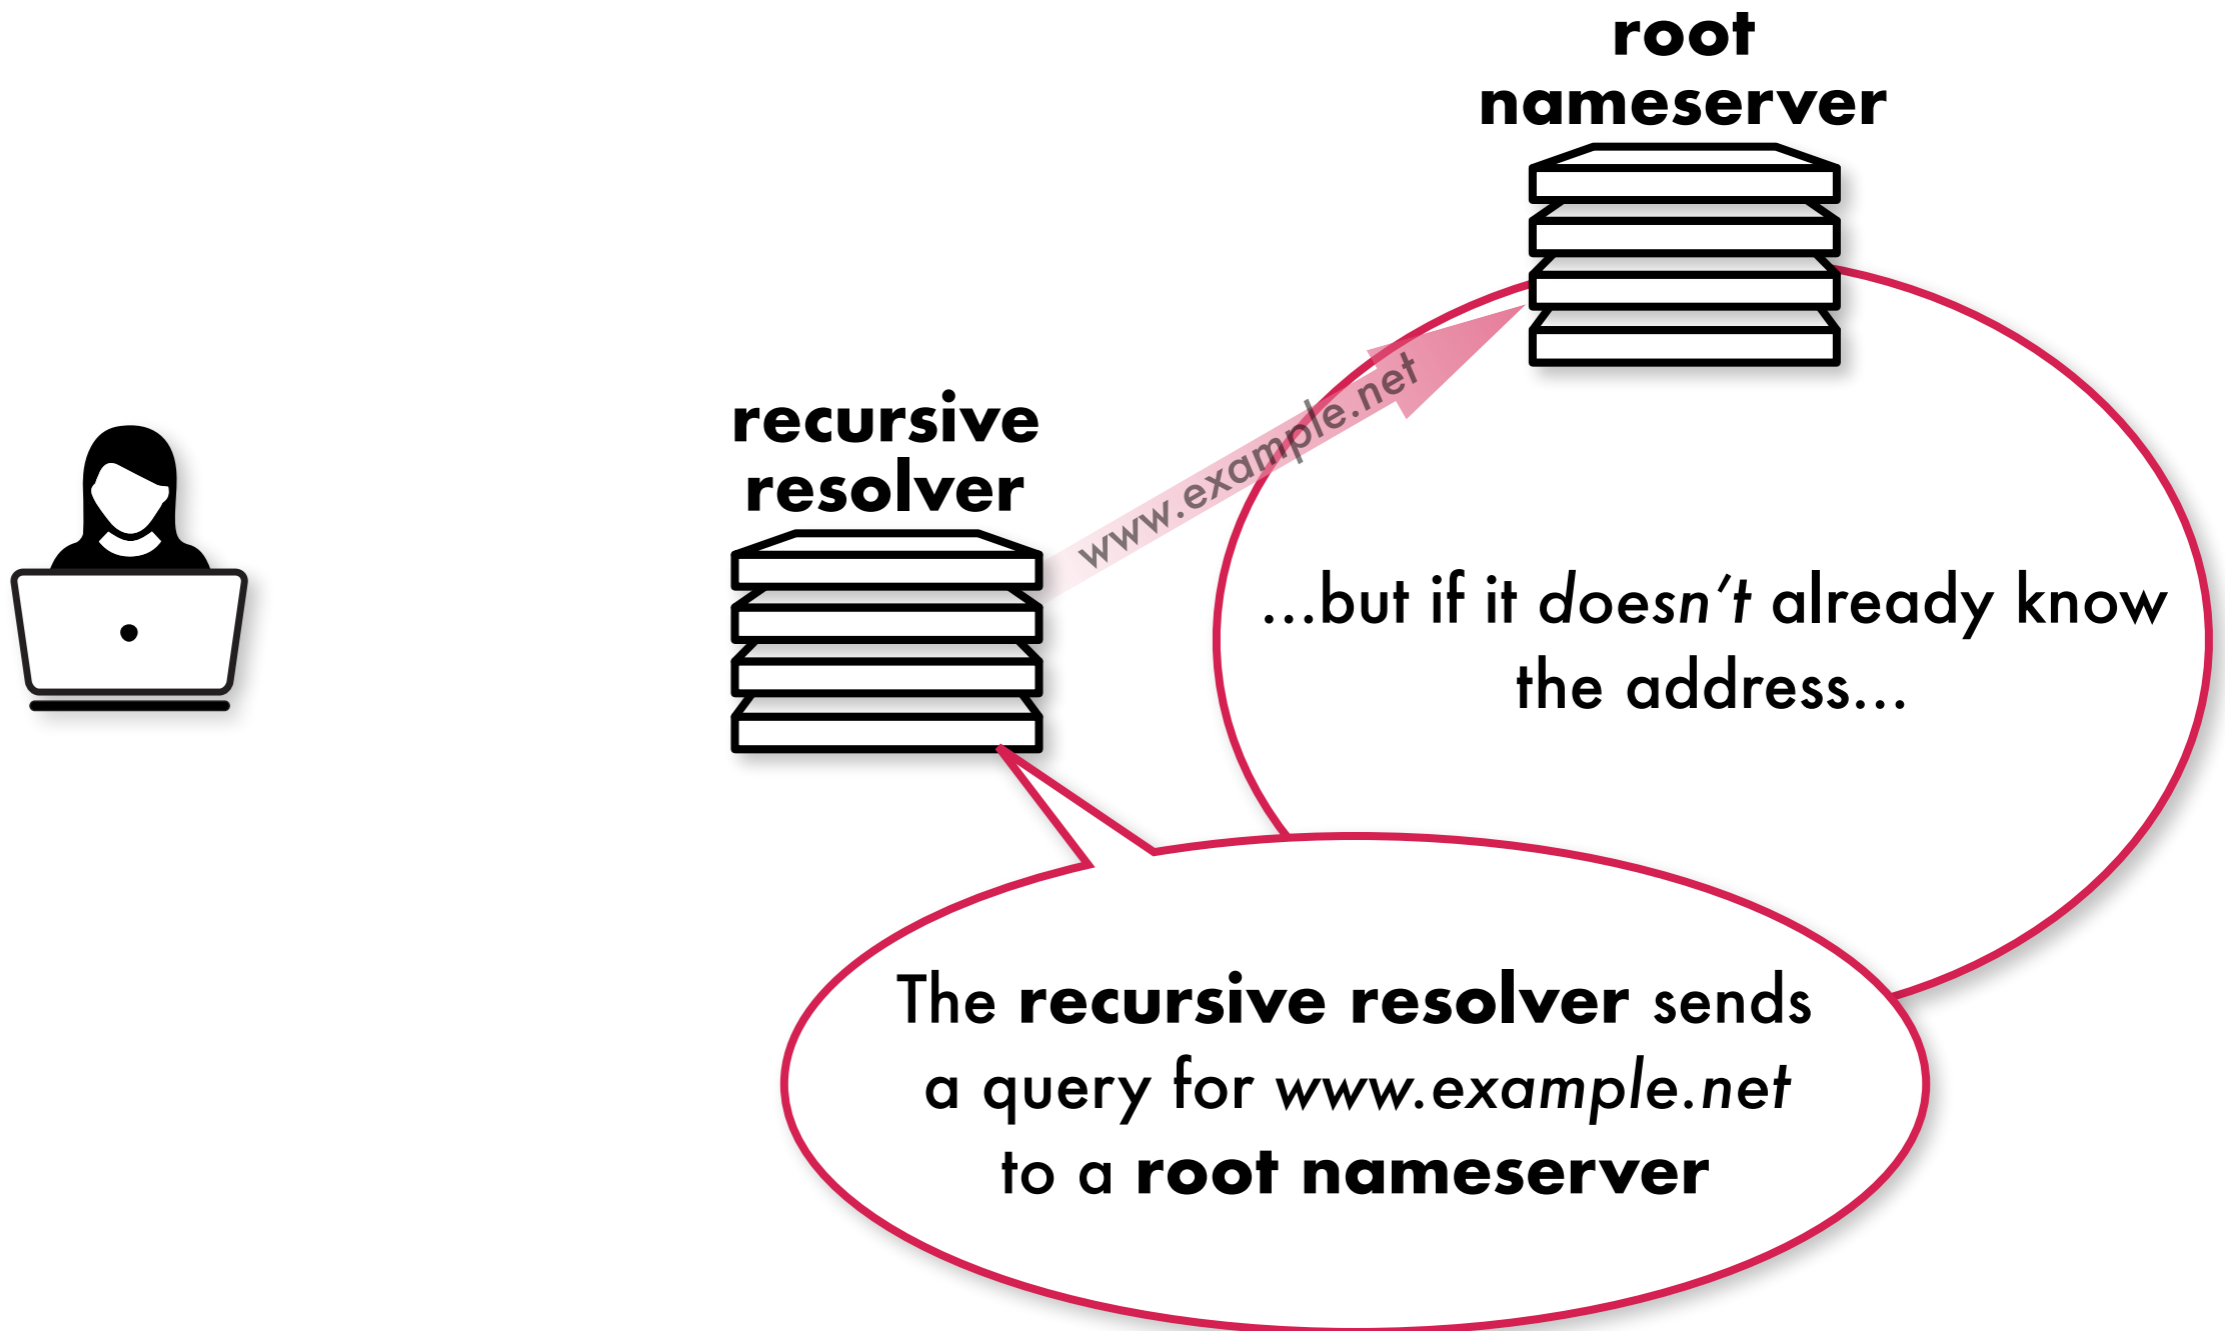 root
nameserver
recursive
resolver
www.example.net
...but if it doesn't already know
the address...
The recursive resolver sends
a query for www.example.net
to a root nameserver